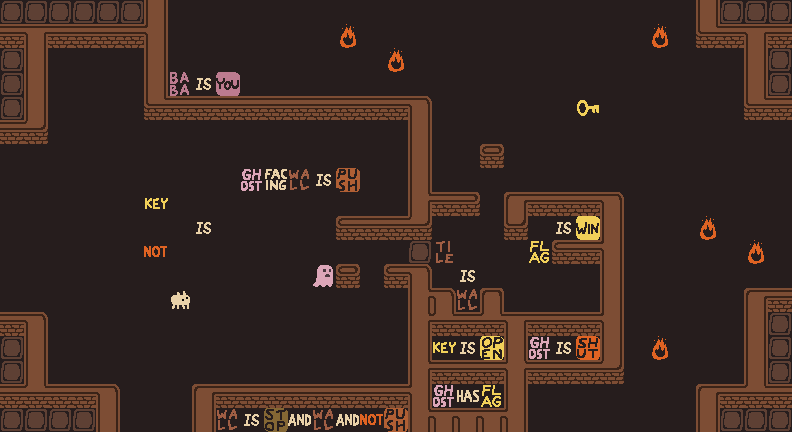 BABA IS YOU
GHOST FACING WALL IS PUSH
KEY
IS IS WIN
NOT TILE FLAG
IS
WALL
KEY IS OPEN GHOST IS SHUT
GHOST HAS FLAG
WALL IS STOP AND WALL AND NOT PUSH